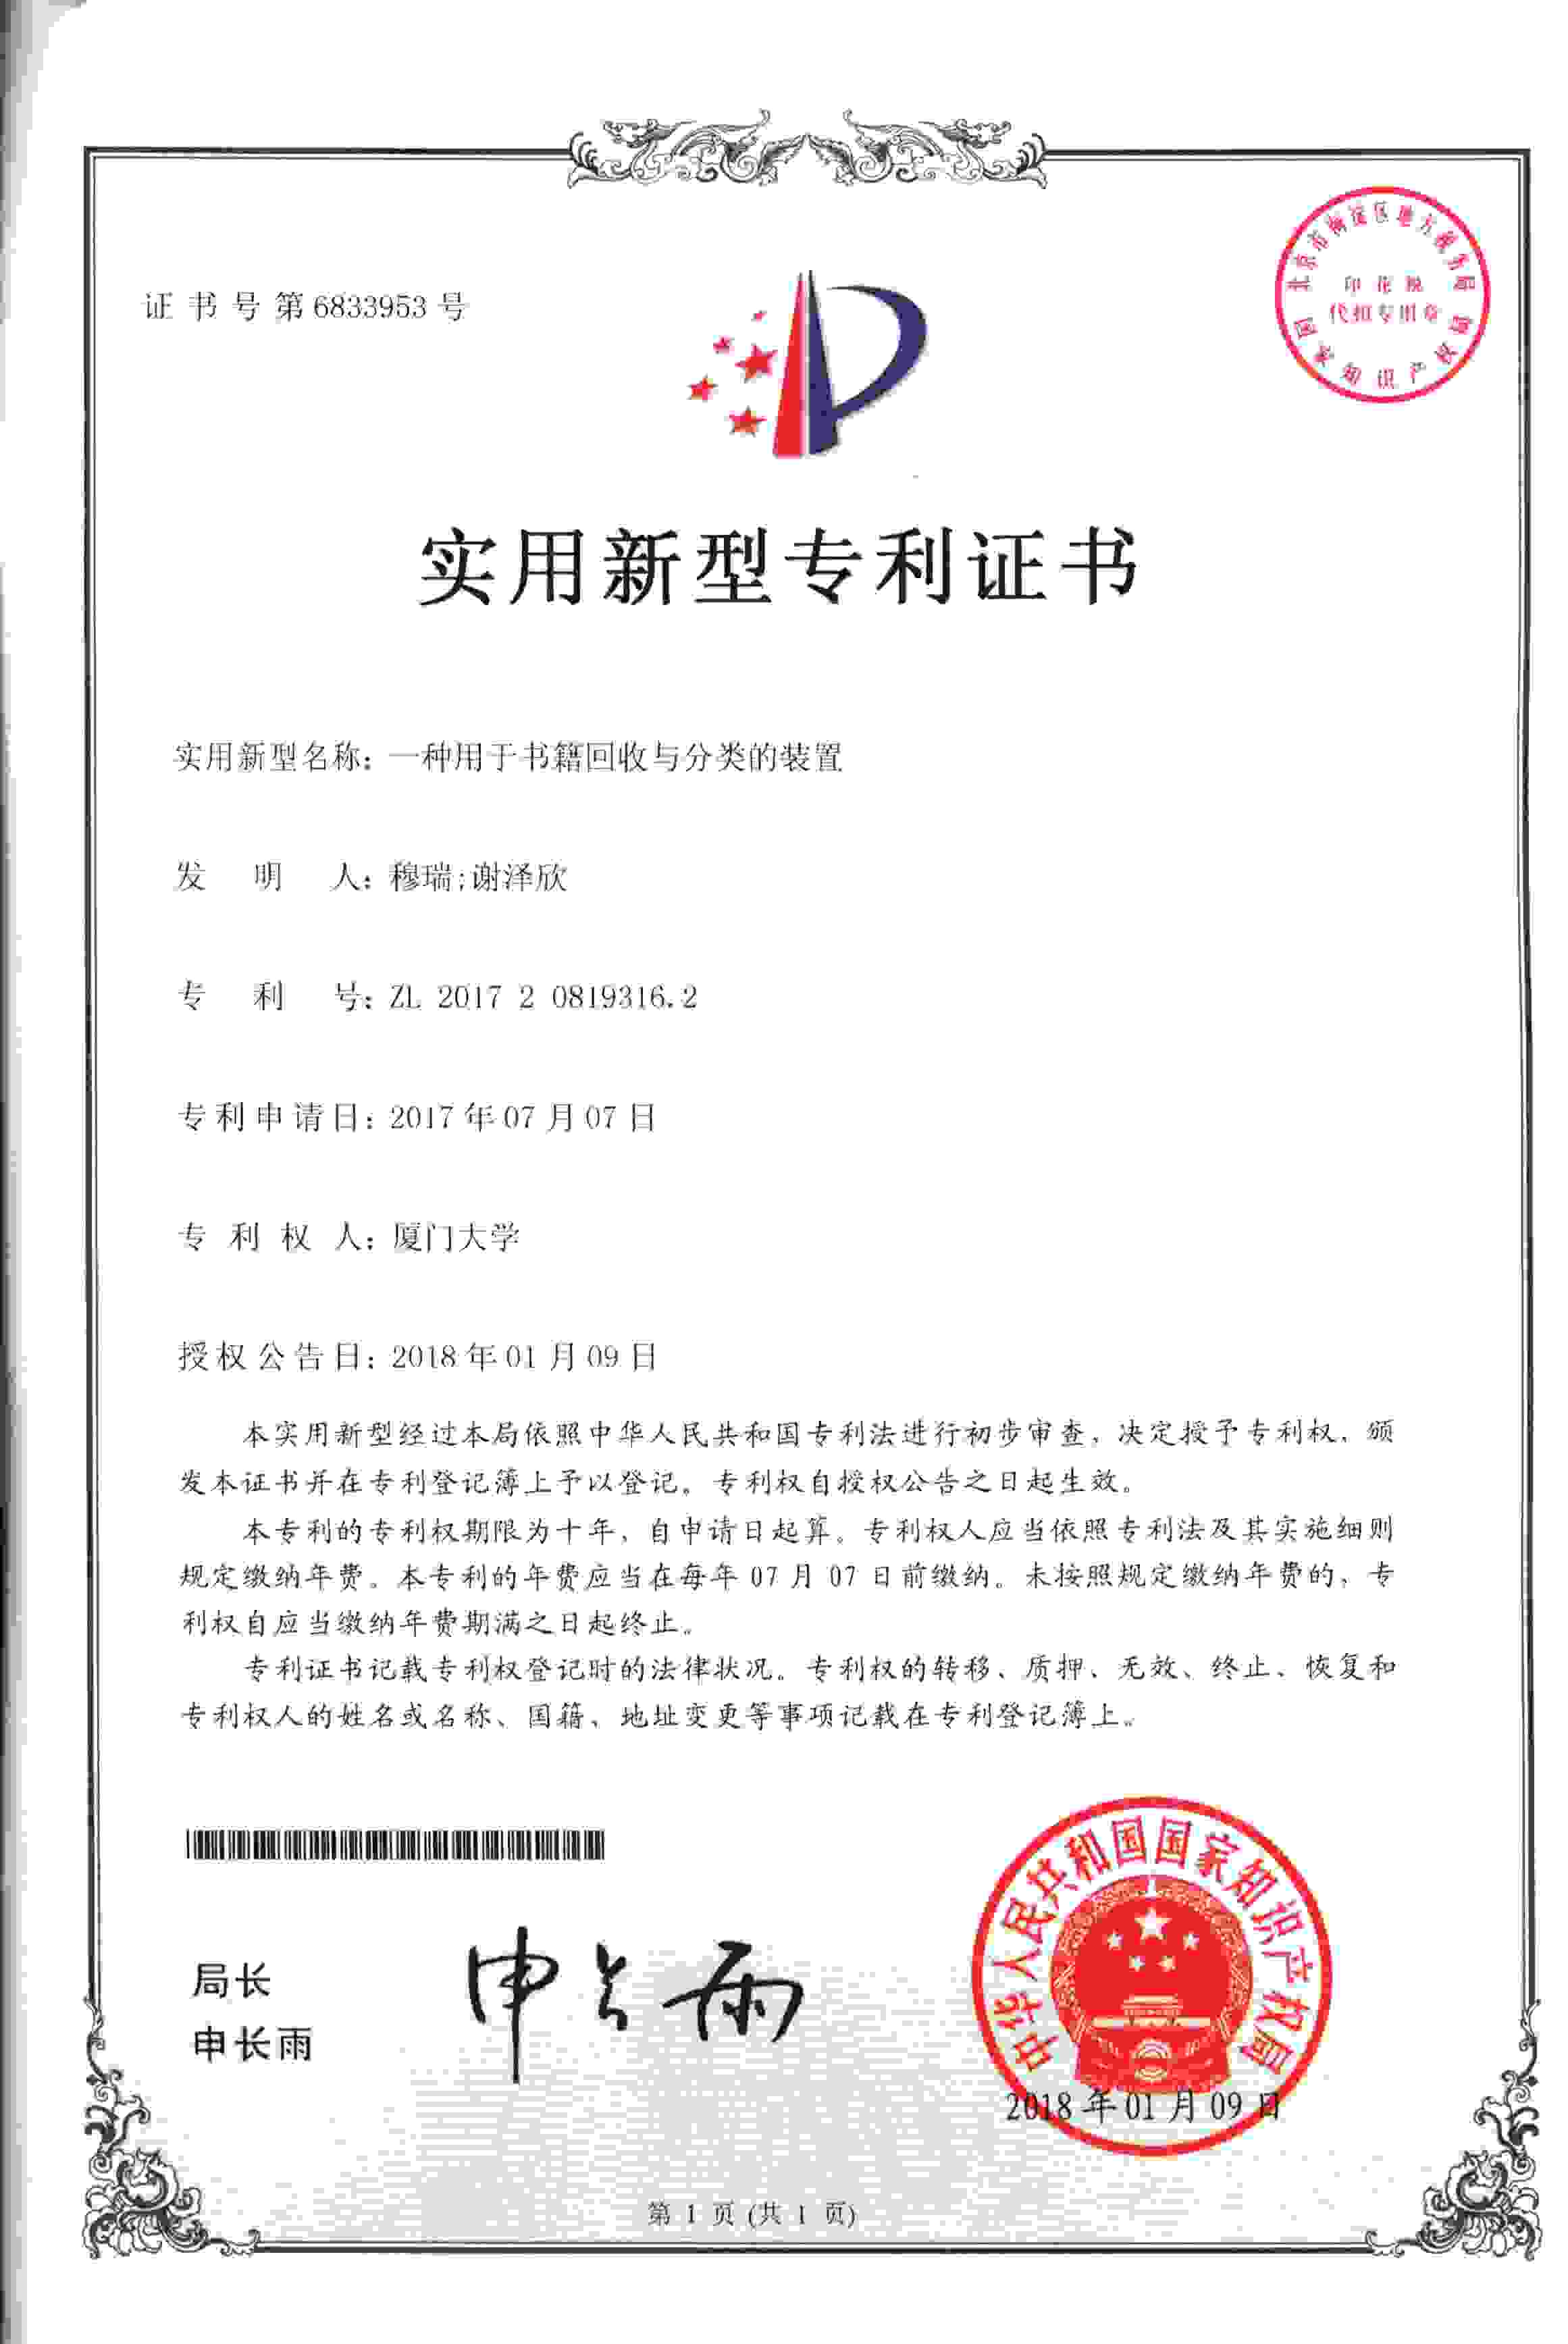 证书号第6833953号
北京市海淀区地方税务局
印花税
代扣专用章
国家知识产权局
实用新型专利证书
实用新型名称：一种用于书籍回收与分类的装置
发明人：穆瑞;谢泽欣
专利号：ZL 2017 2 0819316.2
专利申请日：2017年07月07日
专利权人：厦门大学
授权公告日：2018年01月09日
本实用新型经过本局依照中华人民共和国专利法进行初步审查，决定授予专利权，颁
发本证书并在专利登记簿上予以登记。专利权自授权公告之日起生效。
本专利的专利权期限为十年，自申请日起算。专利权人应当依照专利法及其实施细则
规定缴纳年费。本专利的年费应当在每年07月07日前缴纳。未按照规定缴纳年费的，专
利权自应当缴纳年费期满之日起终止。
专利证书记载专利权登记时的法律状况。专利权的转移、质押、无效、终止、恢复和
专利权人的姓名或名称、国籍、地址变更等事项记载在专利登记簿上。
局长
申长雨
申长雨
中华人民共和国国家知识产权局
2018年01月09日
第 1 页 (共 1 页)